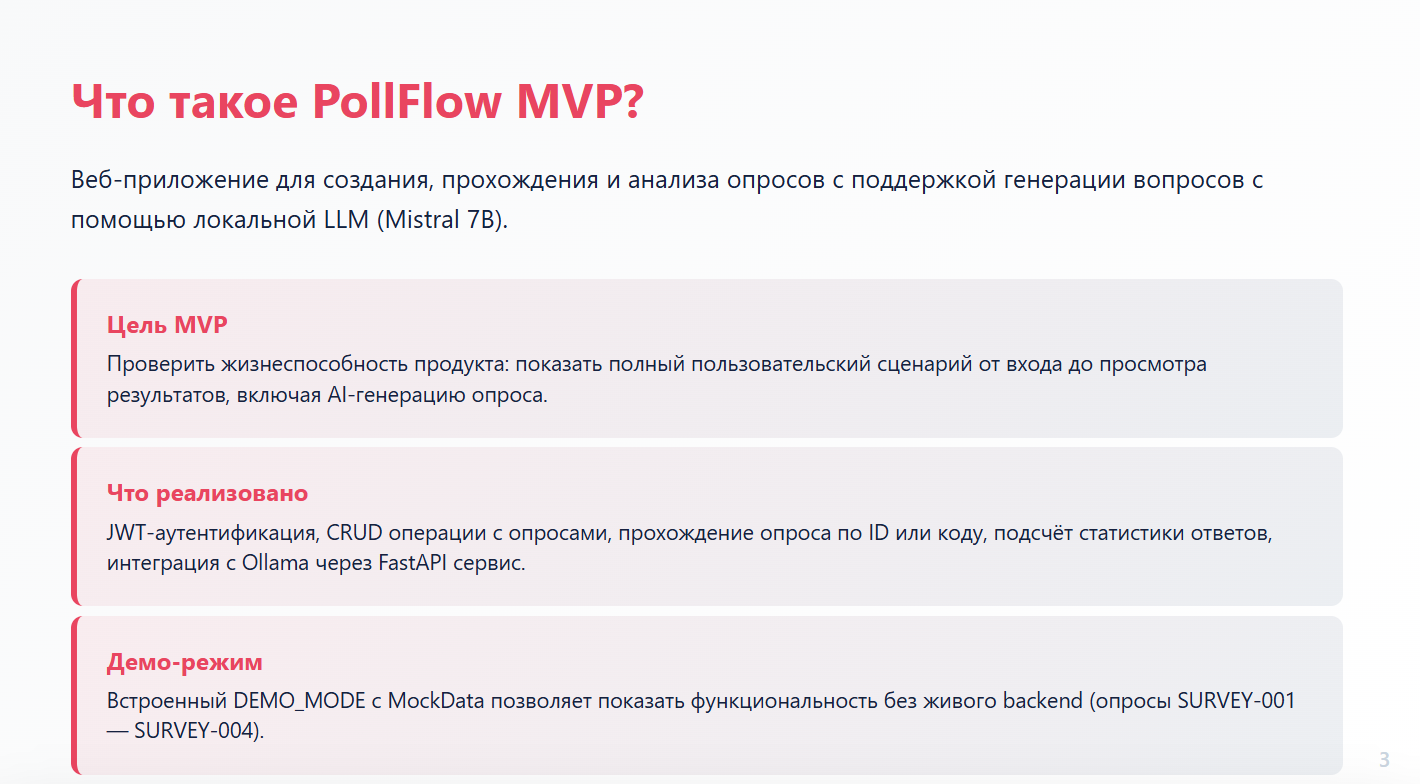 Что такое PollFlow MVP?
Веб-приложение для создания, прохождения и анализа опросов с поддержкой генерации вопросов с
помощью локальной LLM (Mistral 7B).
Цель MVP
Проверить жизнеспособность продукта: показать полный пользовательский сценарий от входа до просмотра
результатов, включая AI-генерацию опроса.
Что реализовано
JWT-аутентификация, CRUD операции с опросами, прохождение опроса по ID или коду, подсчёт статистики ответов,
интеграция с Ollama через FastAPI сервис.
Демо-режим
Встроенный DEMO_MODE с MockData позволяет показать функциональность без живого backend (опросы SURVEY-001
— SURVEY-004).
3